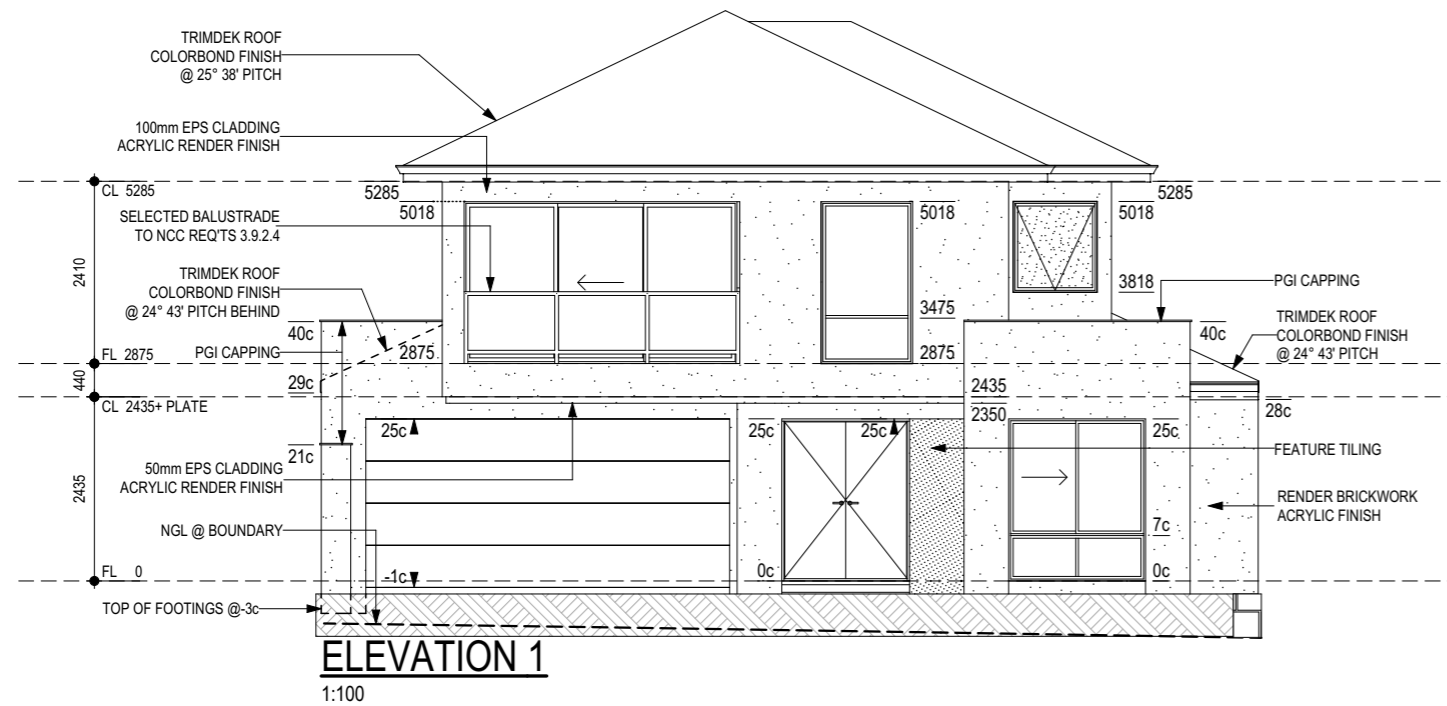 TRIMDEK ROOF
COLORBOND FINISH
@ 25° 38' PITCH
100mm EPS CLADDING
ACRYLIC RENDER FINISH
CL 5285
5285
5285
SELECTED BALUSTRADE
TO NCC REQ'TS 3.9.2.4
5018
5018
5018
2410
TRIMDEK ROOF
COLORBOND FINISH
@ 24° 43' PITCH BEHIND
3818
3475
PGI CAPPING
TRIMDEK ROOF
COLORBOND FINISH
@ 24° 43' PITCH
40c
40c
PGI CAPPING
FL 2875
2875
2875
440
29c
2435
CL 2435+ PLATE
2350
28c
25c
25c
25c
25c
21c
FEATURE TILING
50mm EPS CLADDING
ACRYLIC RENDER FINISH
2435
RENDER BRICKWORK
ACRYLIC FINISH
NGL @ BOUNDARY
7c
FL 0
-1c
0c
0c
TOP OF FOOTINGS @-3c
ELEVATION 1
1:100